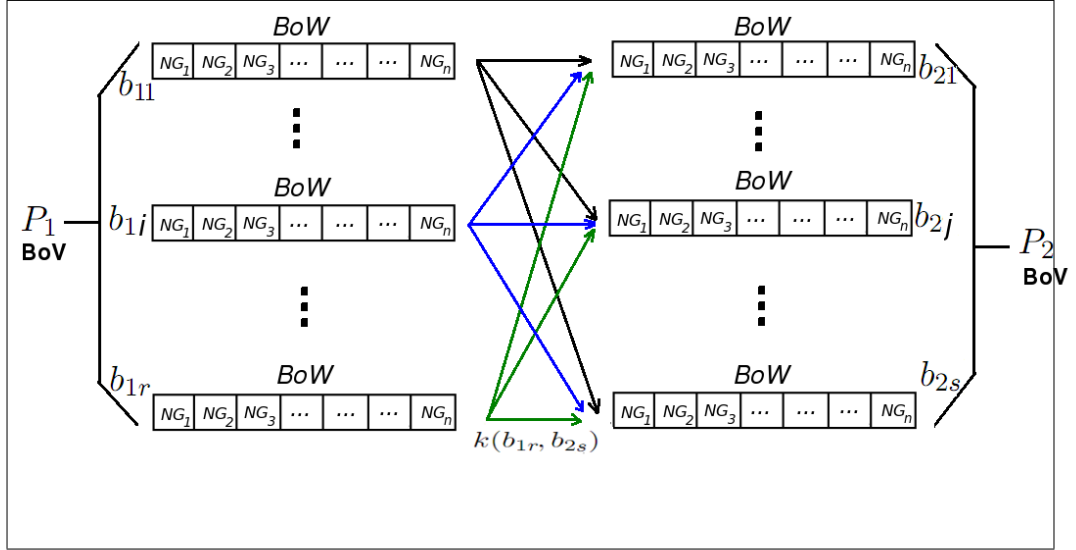 BoW BoW
b₁₁ NG₁ NG₂ NG₃ ... ... ... NGₙ NG₁ NG₂ NG₃ ... ... ... NGₙ b₂₁
BoW BoW
P₁ b₁ⱼ NG₁ NG₂ NG₃ ... ... ... NGₙ NG₁ NG₂ NG₃ ... ... ... NGₙ b₂ⱼ P₂
BoV BoV
BoW BoW
b₁ᵣ NG₁ NG₂ NG₃ ... ... ... NGₙ NG₁ NG₂ NG₃ ... ... ... NGₙ b₂ₛ
k(b₁ᵣ, b₂ₛ)